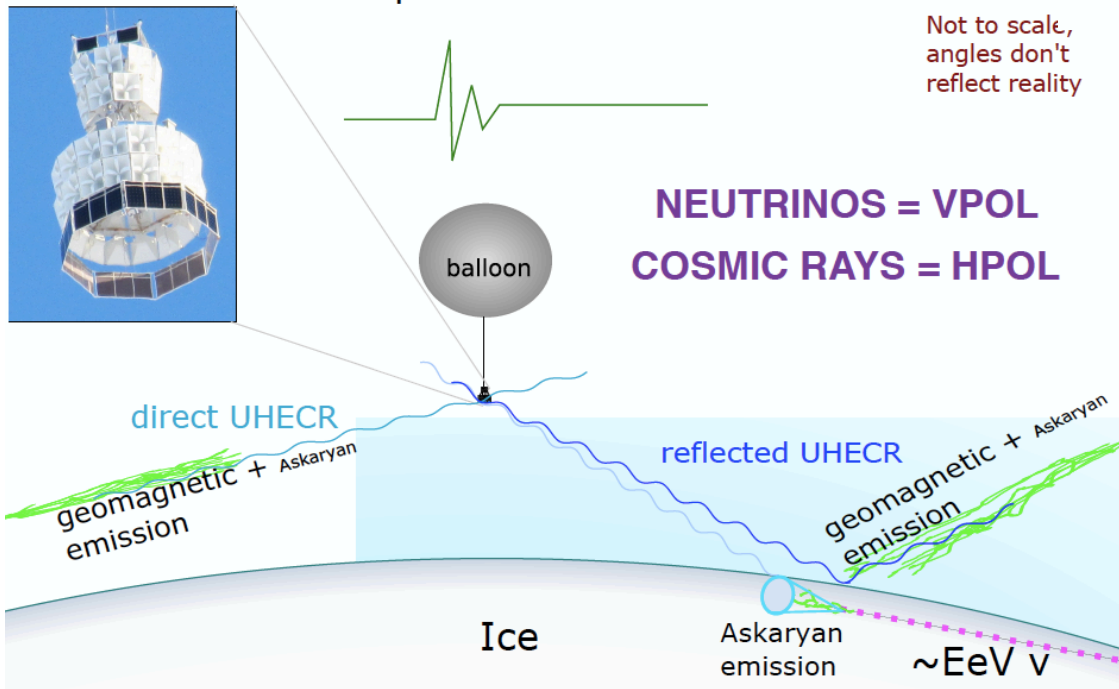 Not to scale,
angles don't
reflect reality
NEUTRINOS = VPOL
COSMIC RAYS = HPOL
balloon
direct UHECR
geomagnetic + Askaryan
emission
reflected UHECR
geomagnetic + Askaryan
emission
Ice
Askaryan
emission
~EeV ν